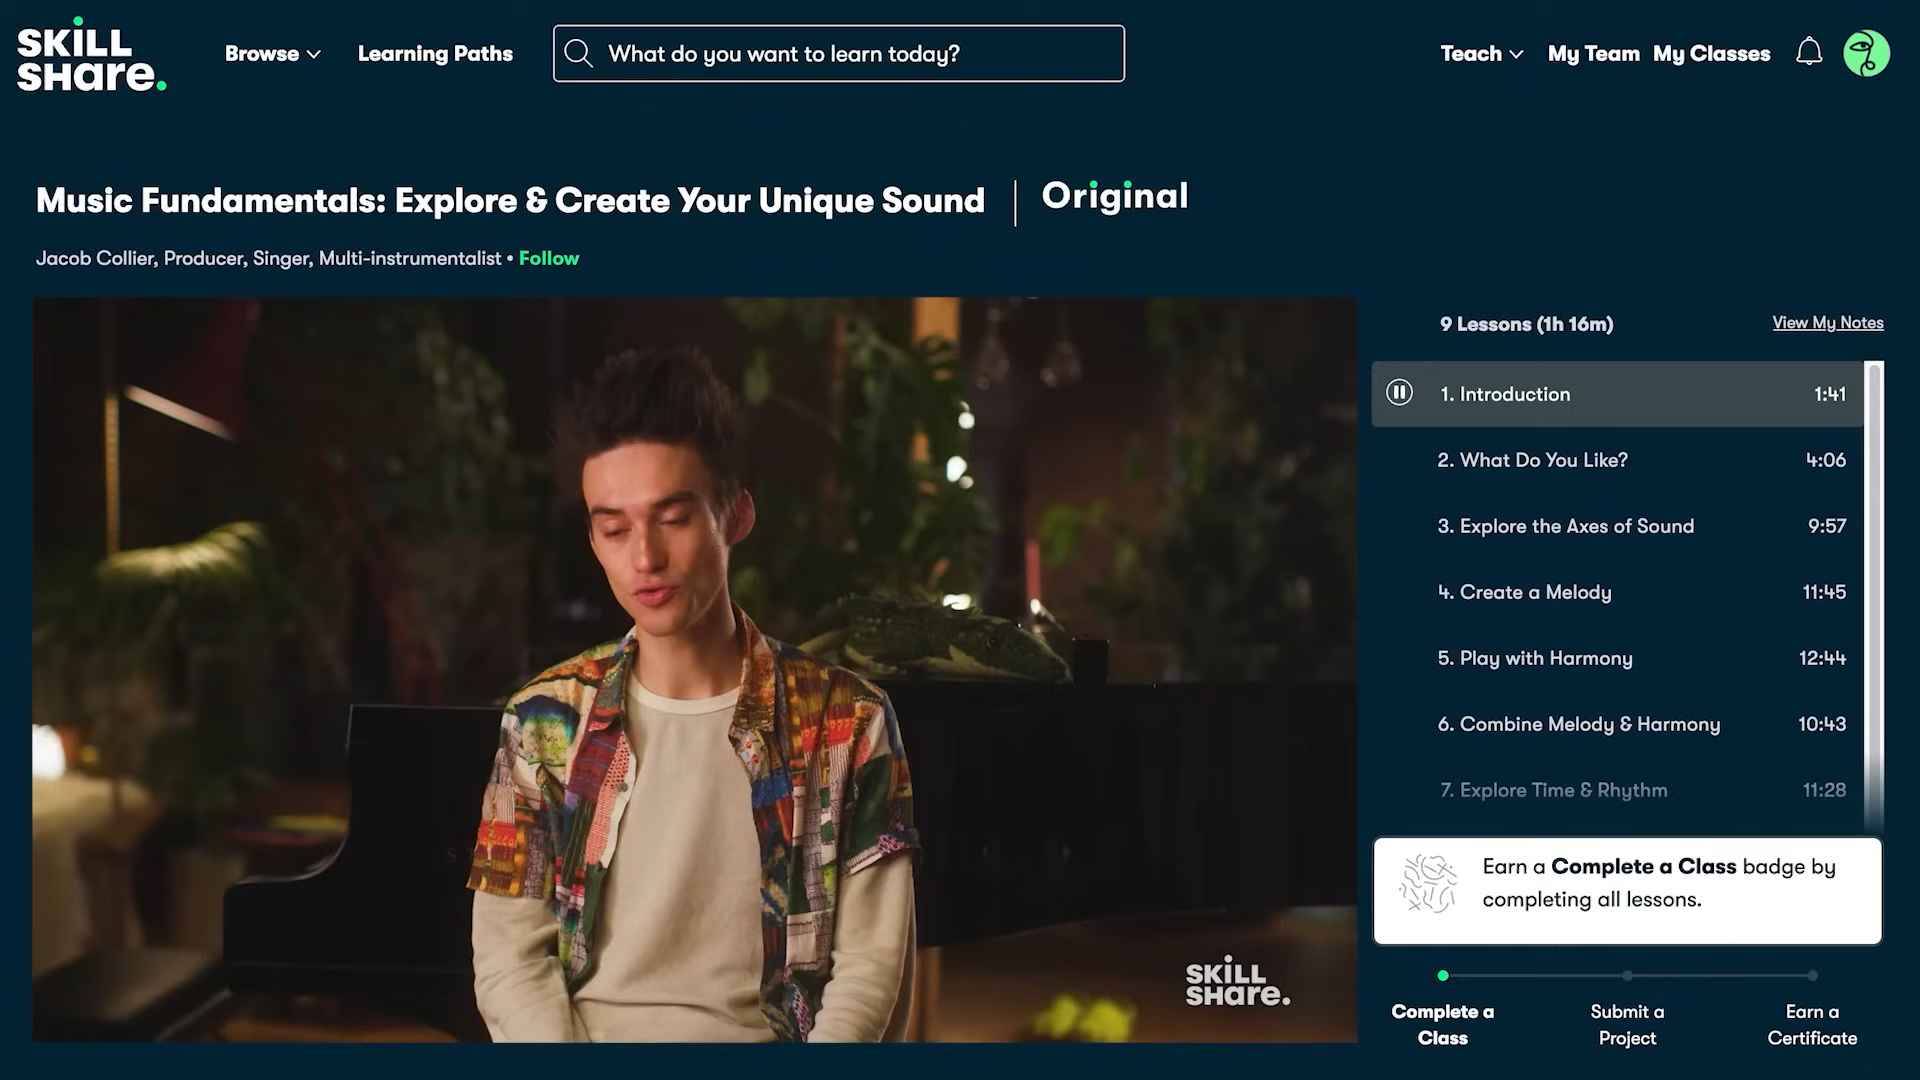 SKILL
SHare.
Browse
Learning Paths
What do you want to learn today?
Teach
My Team
My Classes
Music Fundamentals: Explore & Create Your Unique Sound
Original
Jacob Collier, Producer, Singer, Multi-instrumentalist • Follow
9 Lessons (1h 16m)
View My Notes
1. Introduction 1:41
2. What Do You Like? 4:06
3. Explore the Axes of Sound 9:57
4. Create a Melody 11:45
5. Play with Harmony 12:44
6. Combine Melody & Harmony 10:43
7. Explore Time & Rhythm 11:28
Earn a Complete a Class badge by
completing all lessons.
SKILL
SHare.
Complete a
Class
Submit a
Project
Earn a
Certificate